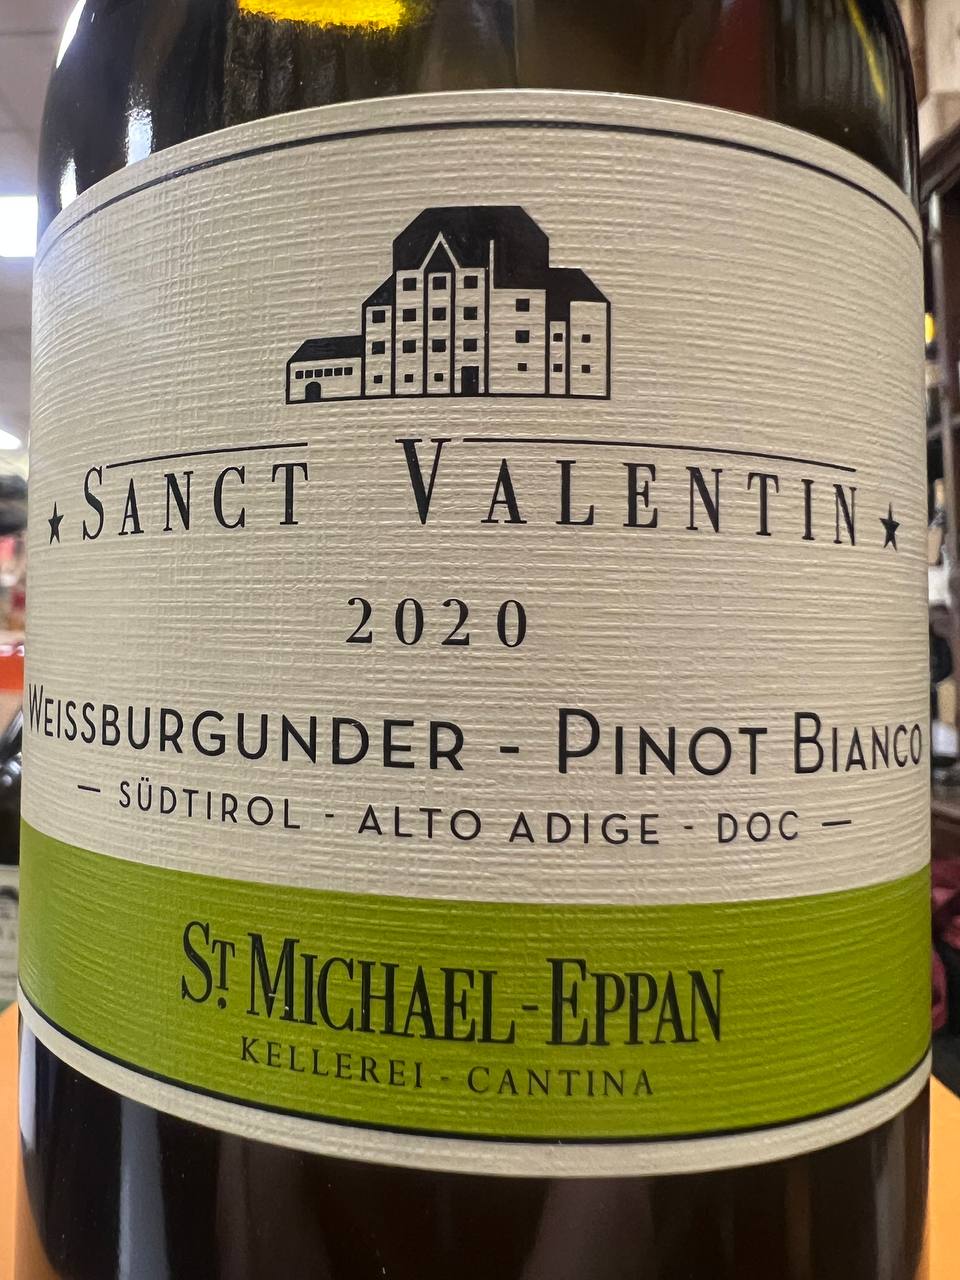 Sanct Valentin
2020
Weissburgunder - Pinot Bianco
— SÜDTIROL - ALTO ADIGE - DOC —
St. Michael - Eppan
KELLEREI - CANTINA